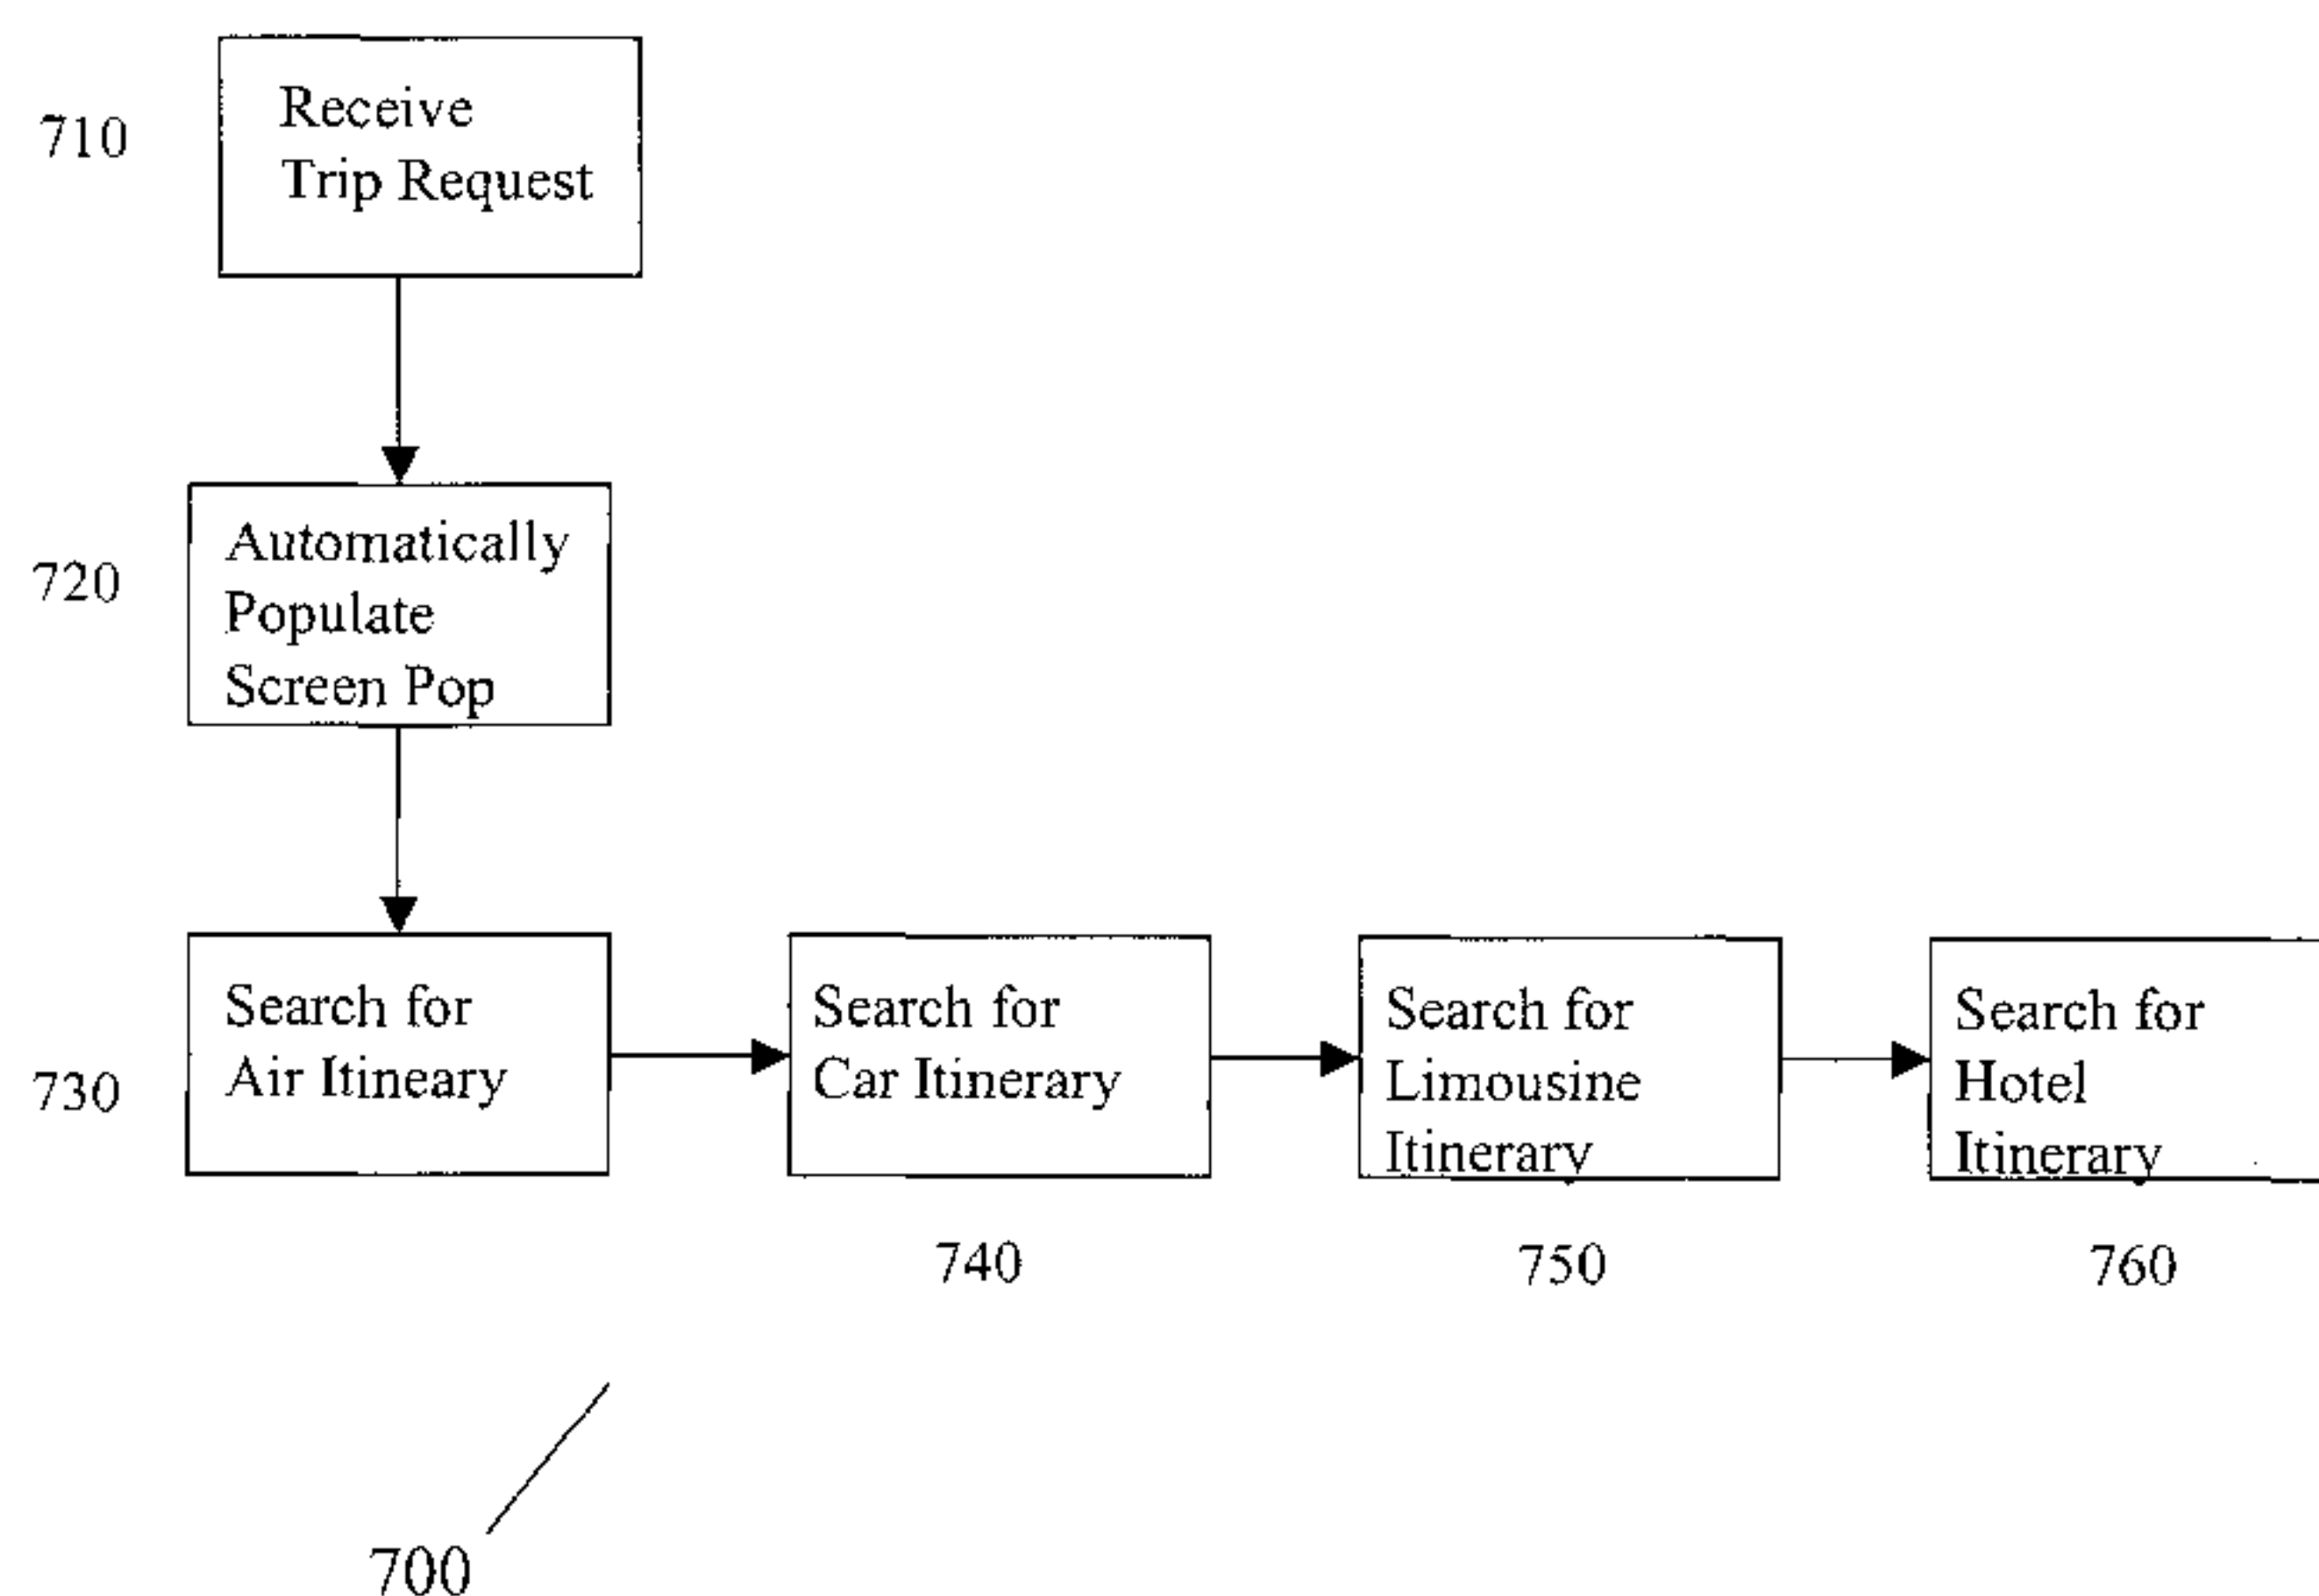 710
Receive
Trip Request
720
Automatically
Populate
Screen Pop
730
Search for
Air Itineary
Search for
Car Itinerary
740
Search for
Limousine
Itinerary
750
Search for
Hotel
Itinerary
760
700